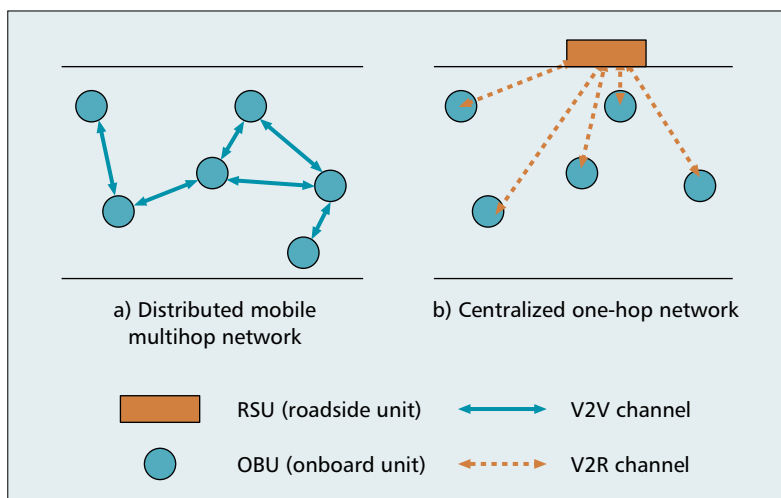 a) Distributed mobile
multihop network
b) Centralized one-hop network
RSU (roadside unit)
V2V channel
OBU (onboard unit)
V2R channel